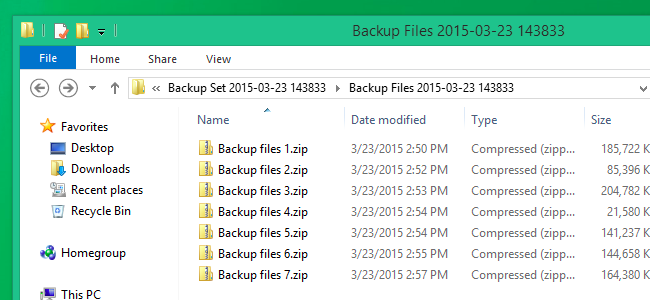 Backup Files 2015-03-23 143833
File Home Share View
« Backup Set 2015-03-23 143833 Backup Files 2015-03-23 143833
Name Date modified Type Size
Favorites
Desktop
Downloads
Recent places
Recycle Bin
Homegroup
This PC
Backup files 1.zip 3/23/2015 2:50 PM Compressed (zipp... 185,722 K
Backup files 2.zip 3/23/2015 2:52 PM Compressed (zipp... 85,396 K
Backup files 3.zip 3/23/2015 2:53 PM Compressed (zipp... 204,782 K
Backup files 4.zip 3/23/2015 2:54 PM Compressed (zipp... 21,580 K
Backup files 5.zip 3/23/2015 2:54 PM Compressed (zipp... 141,237 K
Backup files 6.zip 3/23/2015 2:55 PM Compressed (zipp... 144,658 K
Backup files 7.zip 3/23/2015 2:57 PM Compressed (zipp... 164,380 K